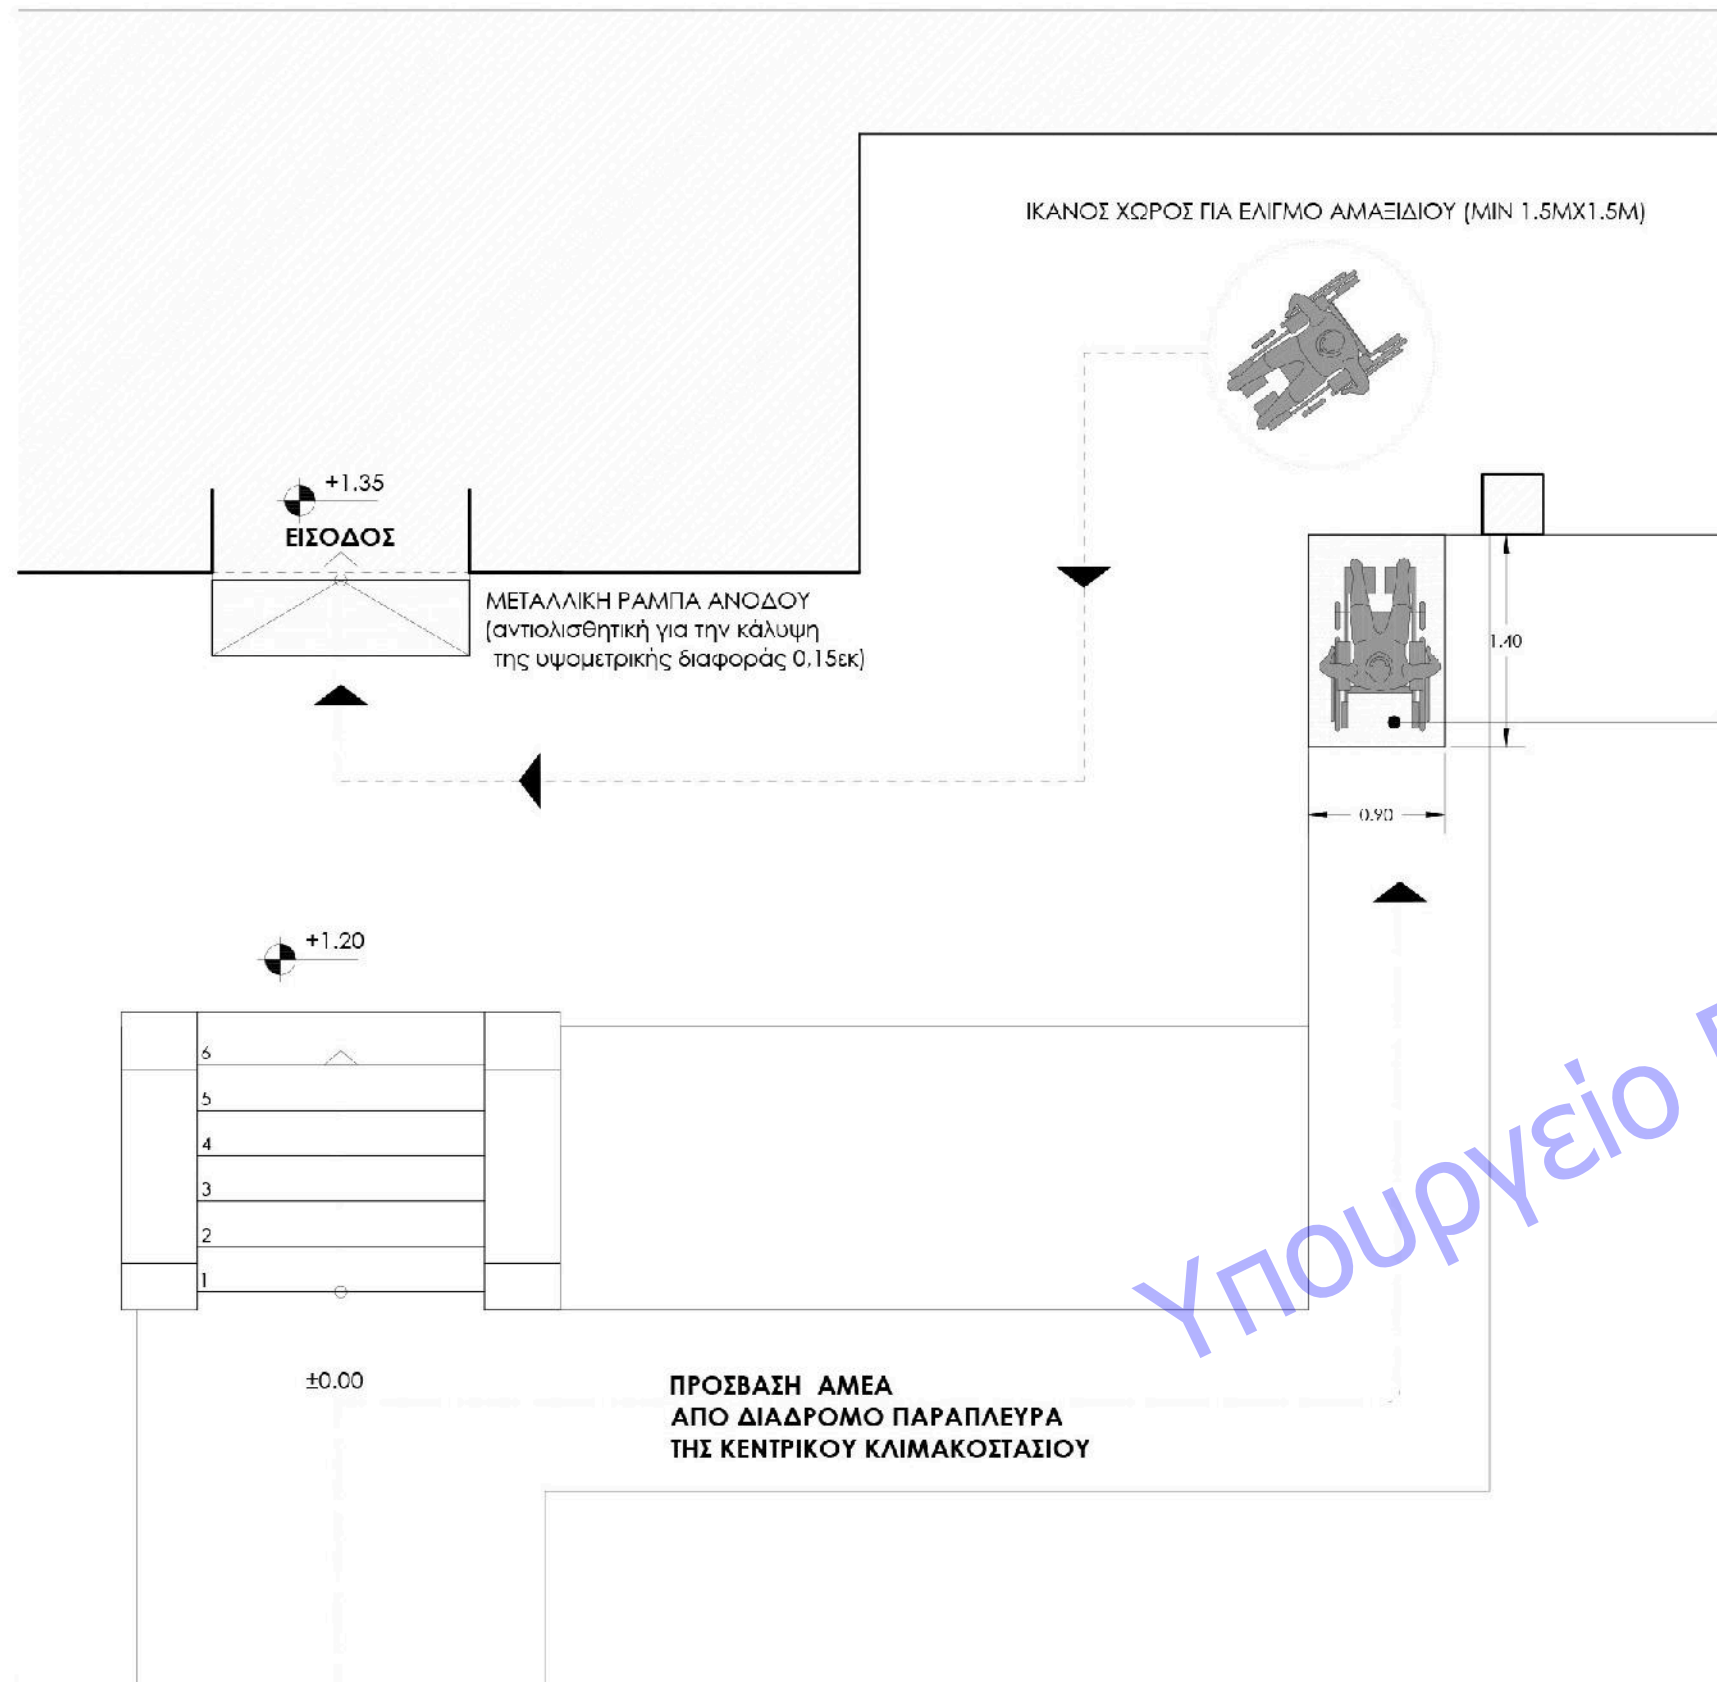 ΙΚΑΝΟΣ ΧΩΡΟΣ ΓΙΑ ΕΛΙΓΜΟ ΑΜΑΞΙΔΙΟΥ (MIN 1.5MX1.5M)
+1.35
ΕΙΣΟΔΟΣ
ΜΕΤΑΛΛΙΚΗ ΡΑΜΠΑ ΑΝΟΔΟΥ
(αντιολισθητική για την κάλυψη
της υψομετρικής διαφοράς 0,15εκ)
1.40
0.90
+1.20
6
5
4
3
2
1
Υπουργείο
±0.00
ΠΡΟΣΒΑΣΗ ΑΜΕΑ
ΑΠΟ ΔΙΑΔΡΟΜΟ ΠΑΡΑΠΛΕΥΡΑ
ΤΗΣ ΚΕΝΤΡΙΚΟΥ ΚΛΙΜΑΚΟΣΤΑΣΙΟΥ